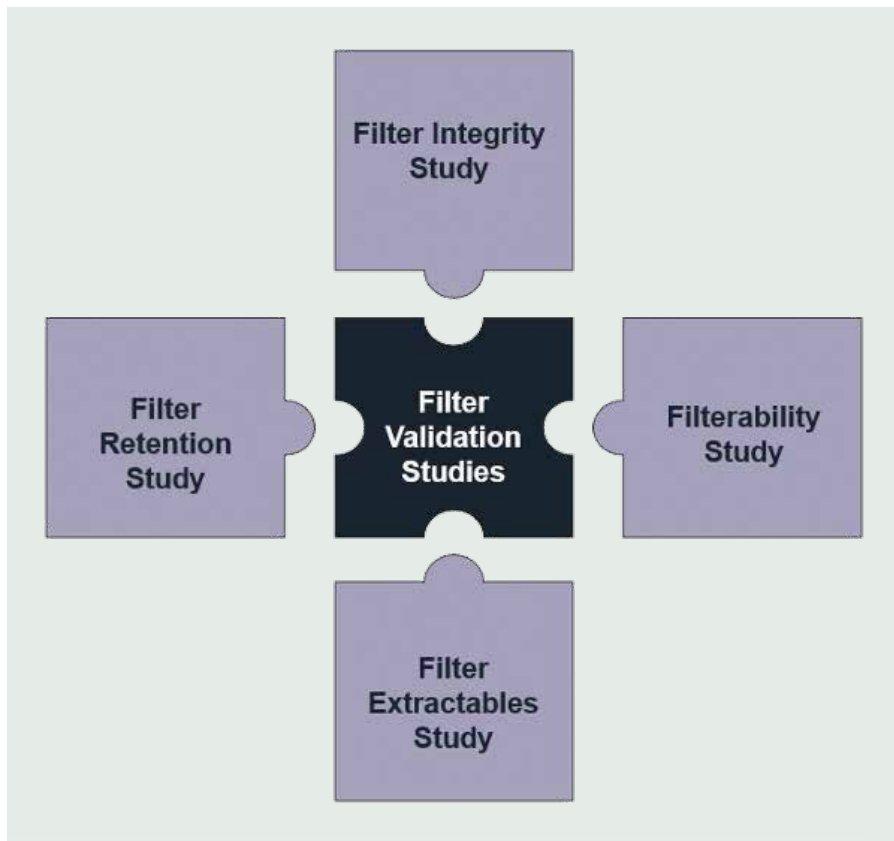 Filter Integrity
Study
Filter
Retention
Study
Filter
Validation
Studies
Filterability
Study
Filter
Extractables
Study